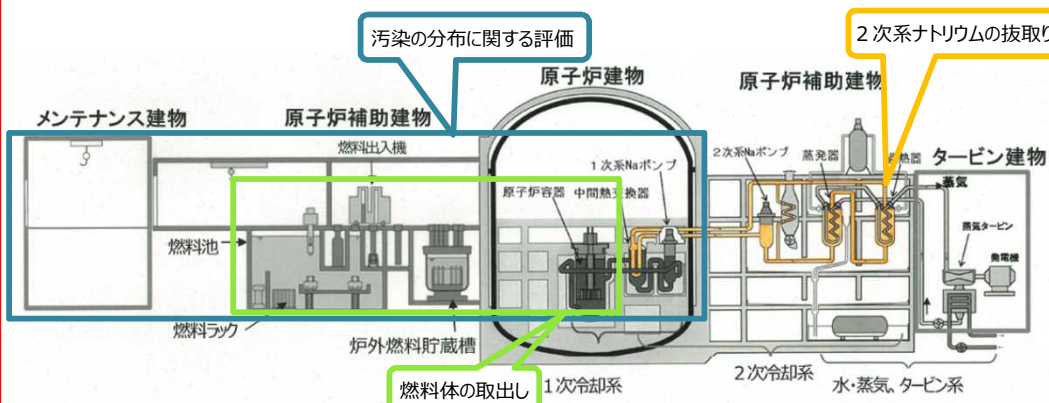 汚染の分布に関する評価
2次系ナトリウムの抜取り
原子炉建物
原子炉補助建物
メンテナンス建物
原子炉補助建物
タービン建物
燃料出入機
1次系Naポンプ
2次系Naポンプ
蒸発器
蒸気
原子炉容器
中間熱交換器
蒸気タービン
発電機
燃料池
燃料ラック
炉外燃料貯蔵槽
燃料体の取出し
1次冷却系
2次冷却系
水・蒸気、タービン系